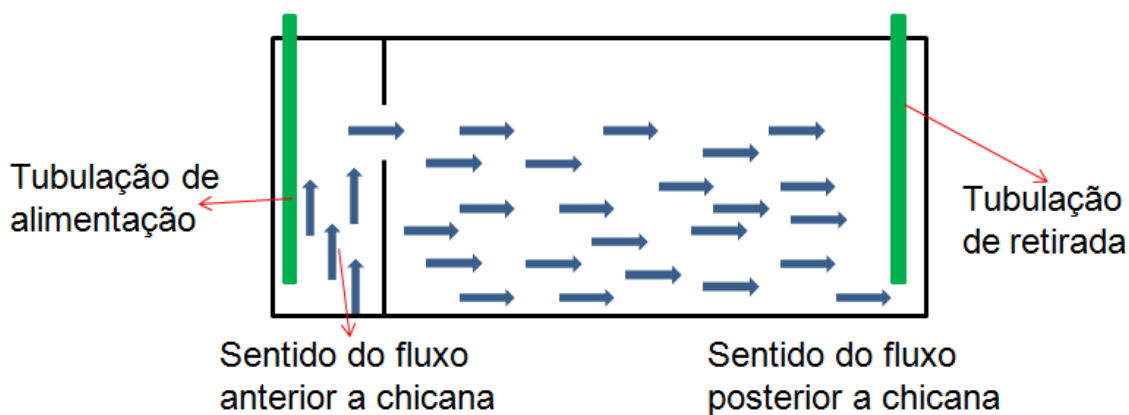 Tubulação de
alimentação
Tubulação
de retirada
Sentido do fluxo
anterior a chicana
Sentido do fluxo
posterior a chicana